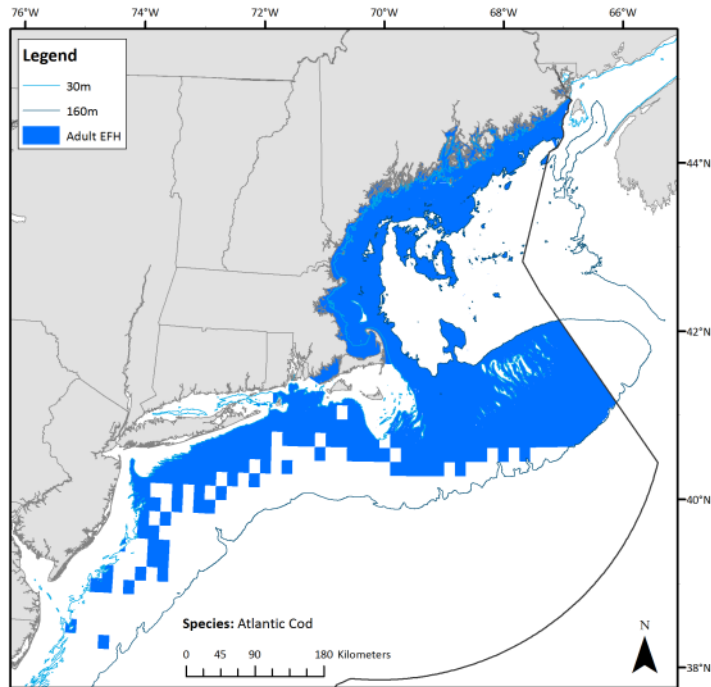 76°W 74°W 72°W 70°W 68°W 66°W
Legend
30m
160m
Adult EFH
44°N
42°N
40°N
Species: Atlantic Cod
N
0 45 90 180 Kilometers
38°N